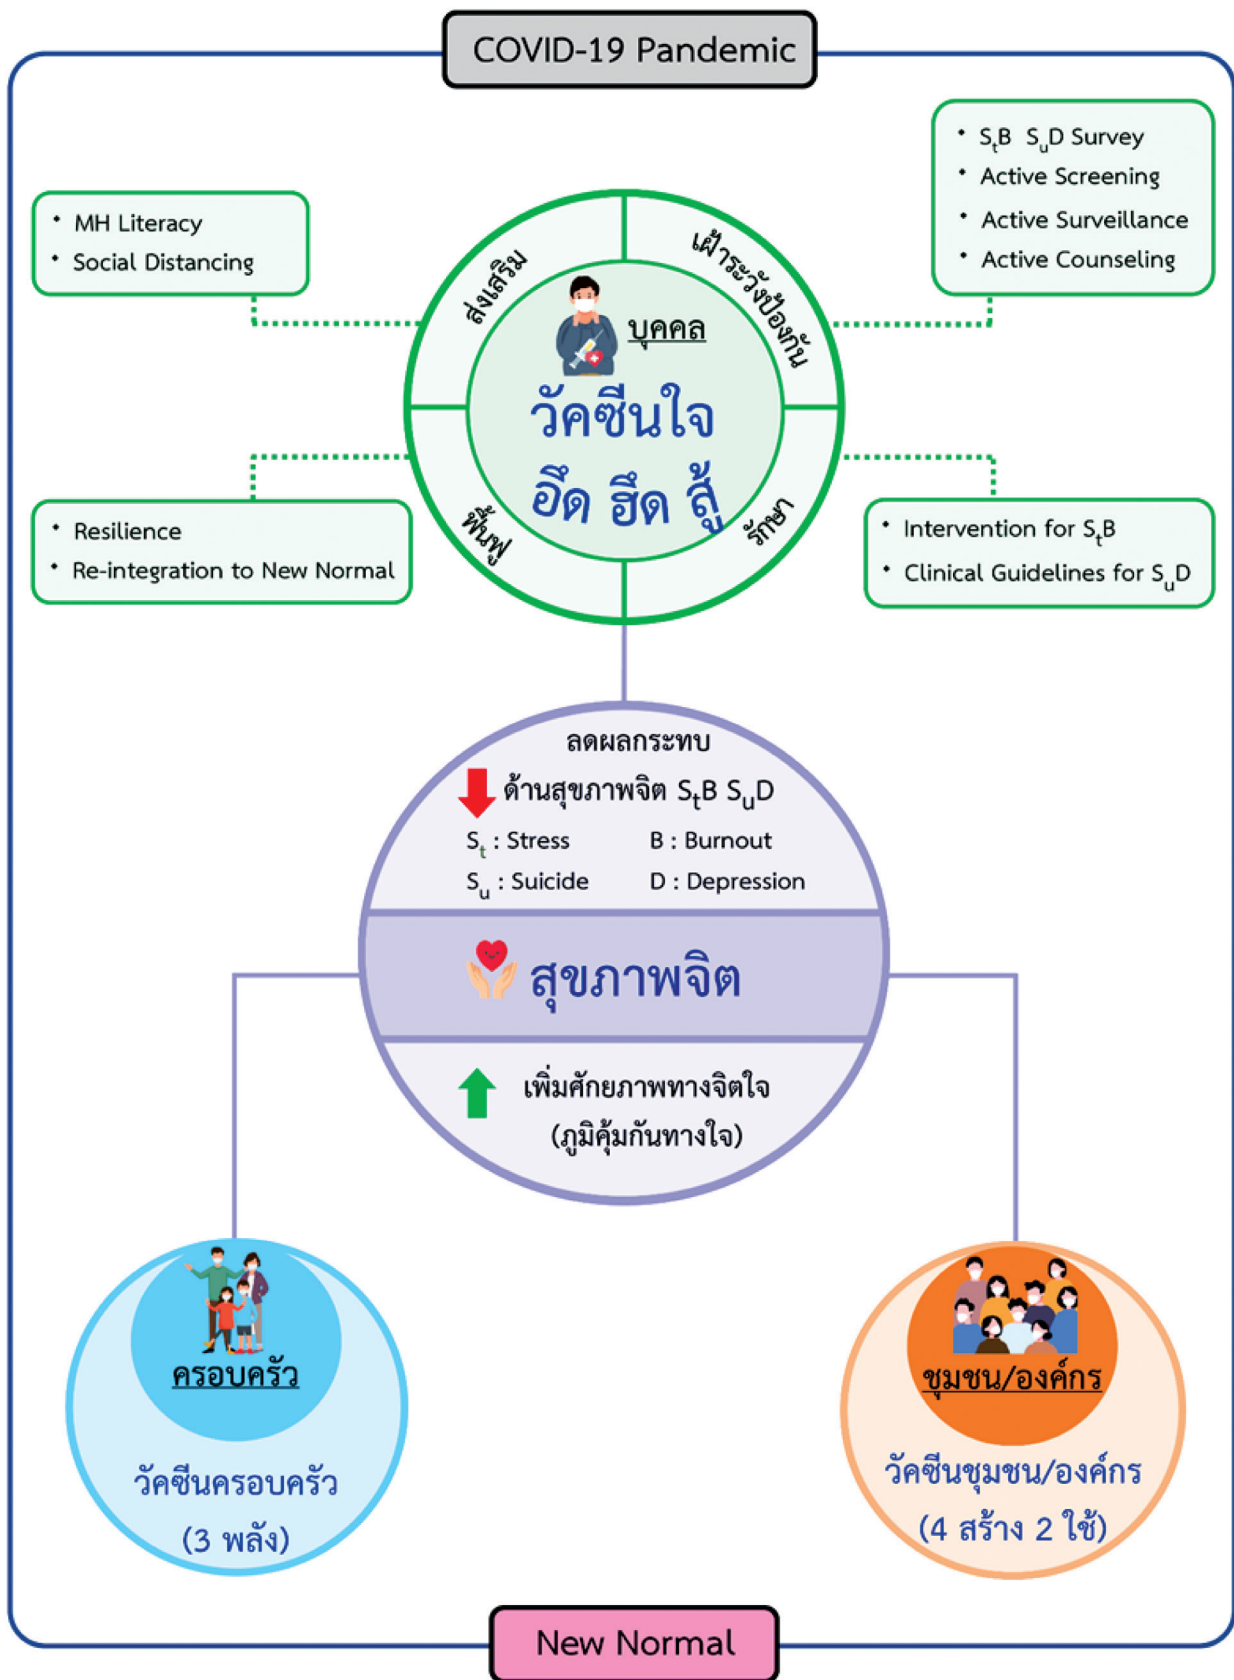 COVID-19 Pandemic
• MH Literacy
• Social Distancing
• StB SuD Survey
• Active Screening
• Active Surveillance
• Active Counseling
ส่งเสริม
เฝ้าระวังป้องกัน
บุคคล
วัคซีนใจ
อึด ฮึด สู้
ฟื้นฟู
รักษา
• Resilience
• Re-integration to New Normal
• Intervention for StB
• Clinical Guidelines for SuD
ลดผลกระทบ
ด้านสุขภาพจิต StB SuD
St : Stress B : Burnout
Su : Suicide D : Depression
สุขภาพจิต
เพิ่มศักยภาพทางจิตใจ
(ภูมิคุ้มกันทางใจ)
ครอบครัว
วัคซีนครอบครัว
(3 พลัง)
ชุมชน/องค์กร
วัคซีนชุมชน/องค์กร
(4 สร้าง 2 ใช้)
New Normal